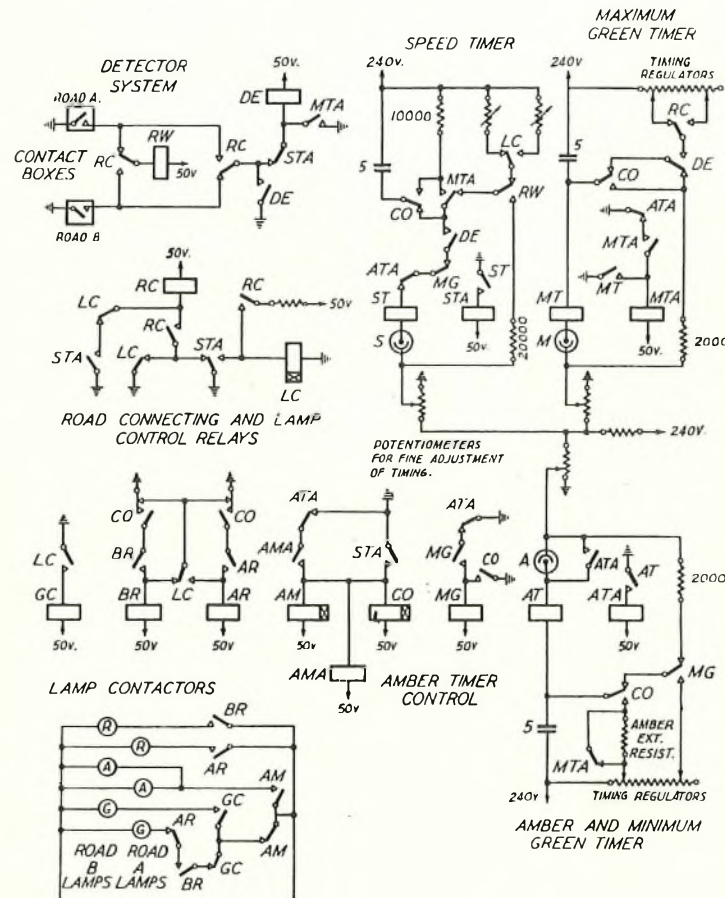 DETECTOR
SYSTEM
ROAD A.
CONTACT
BOXES
RC
RW
50V
RC
ROAD B
50V.
DE
MTA
STA
DE
SPEED TIMER
240V.
10000
5
LC
MTA
CO
RW
DE
ATA
MG
ST
ST
STA
S
50V.
20000
MAXIMUM
GREEN TIMER
240V.
TIMING
REGULATORS
RC
5
DE
CO
ATA
MTA
MT
MT
MTA
M
50V.
2000
50V.
RC
LC
RC
RC
50V
STA
LC
STA
LC
ROAD CONNECTING AND LAMP
CONTROL RELAYS
POTENTIOMETERS
FOR FINE ADJUSTMENT
OF TIMING.
240V.
LC
GC
50V.
CO
CO
BR
AR
BR
LC
AR
50V
50V
ATA
AMA
STA
AM
CO
50V
50V
AMA
50V
ATA
MG
CO
MG
50V
AMBER TIMER
CONTROL
A
ATA
AT
AT
ATA
50V
2000
MG
CO
5
AMBER
EXT.
RESIST.
MTA
240V
TIMING REGULATORS
AMBER AND MINIMUM
GREEN TIMER
LAMP CONTACTORS
R
BR
R
AR
A
A
AM
G
GC
G
AR
AM
BR
GC
ROAD ROAD
B A
LAMPS LAMPS